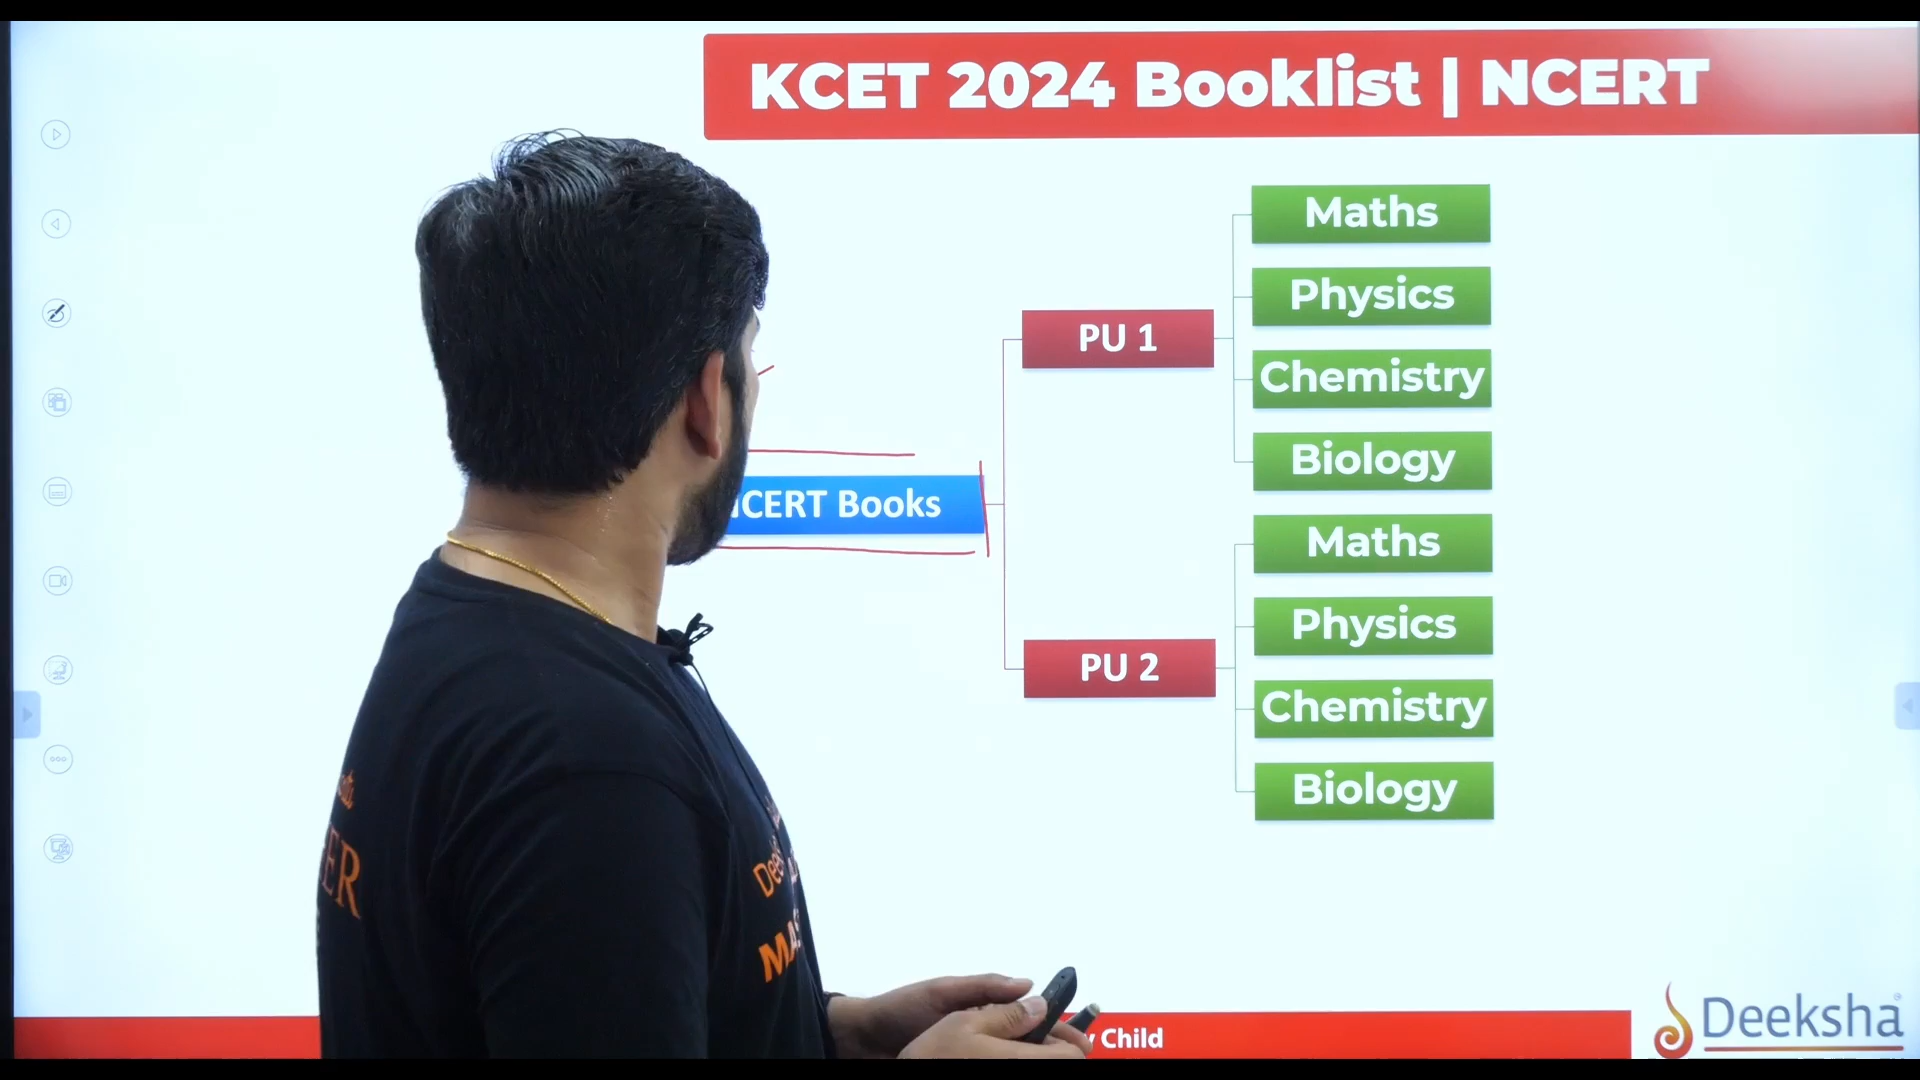 KCET 2024 Booklist | NCERT
Maths
Physics
PU 1
Chemistry
Biology
Books
Maths
Physics
PU 2
Chemistry
Biology
Child
Deeksha